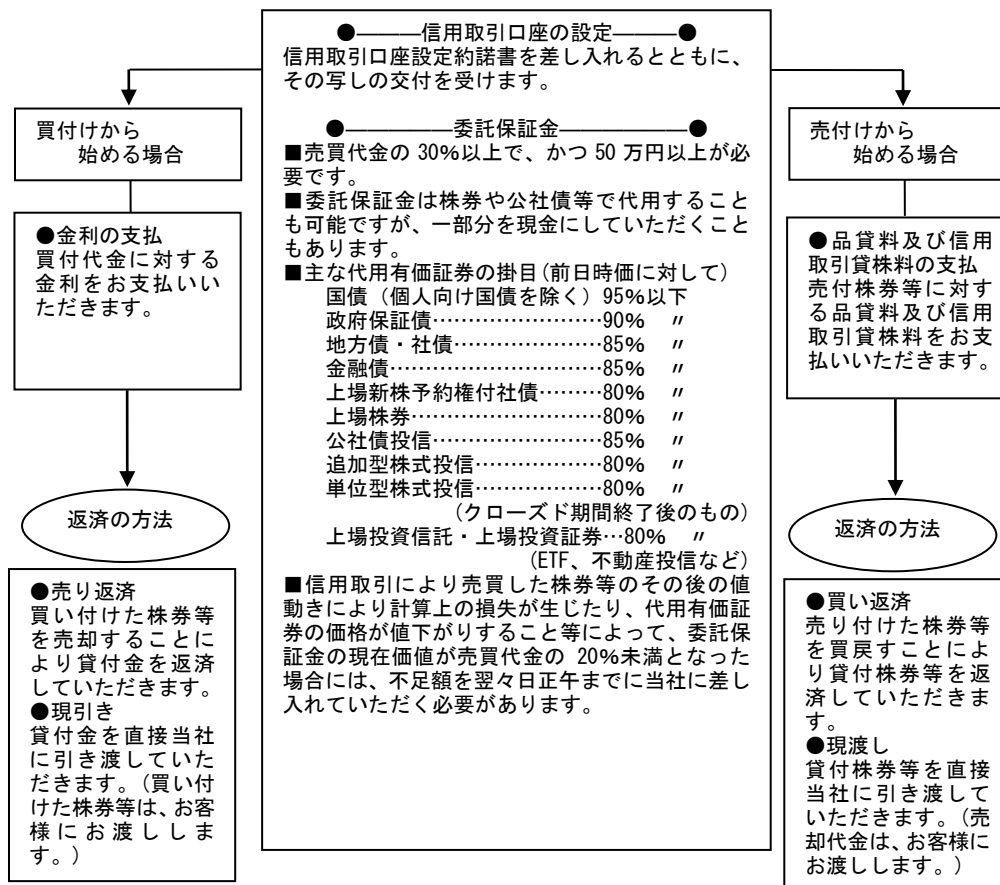 ●―――信用取引口座の設定―――●
信用取引口座設定約諾書を差し入れるとともに、
その写しの交付を受けます。
●――――委託保証金――――●
■売買代金の 30%以上で、かつ 50 万円以上が必
要です。
■委託保証金は株券や公社債等で代用すること
も可能ですが、一部分を現金にしていただくこと
もあります。
■主な代用有価証券の掛目(前日時価に対して)
国債（個人向け国債を除く）95%以下
政府保証債……………………90% 〃
地方債・社債…………………85% 〃
金融債…………………………85% 〃
上場新株予約権付社債………80% 〃
上場株券………………………80% 〃
公社債投信……………………85% 〃
追加型株式投信………………80% 〃
単位型株式投信………………80% 〃
(クローズド期間終了後のもの)
上場投資信託・上場投資証券…80% 〃
(ETF、不動産投信など)
■信用取引により売買した株券等のその後の値
動きにより計算上の損失が生じたり、代用有価証
券の価格が値下がりすること等によって、委託保
証金の現在価値が売買代金の 20%未満となった
場合には、不足額を翌々日正午までに当社に差し
入れていただく必要があります。
買付けから
始める場合
●金利の支払
買付代金に対する
金利をお支払いい
ただきます。
返済の方法
●売り返済
買い付けた株券等
を売却することに
より貸付金を返済
していただきます。
●現引き
貸付金を直接当社
に引き渡していた
だきます。(買い付
けた株券等は、お客
様にお渡ししま
す。)
売付けから
始める場合
●品貸料及び信用
取引貸株料の支払
売付株券等に対す
る品貸料及び信用
取引貸株料をお支
払いいただきます。
返済の方法
●買い返済
売り付けた株券等
を買戻すことによ
り貸付株券等を返
済していただきま
す。
●現渡し
貸付株券等を直接
当社に引き渡して
いただきます。(売
却代金は、お客様に
お渡しします。)